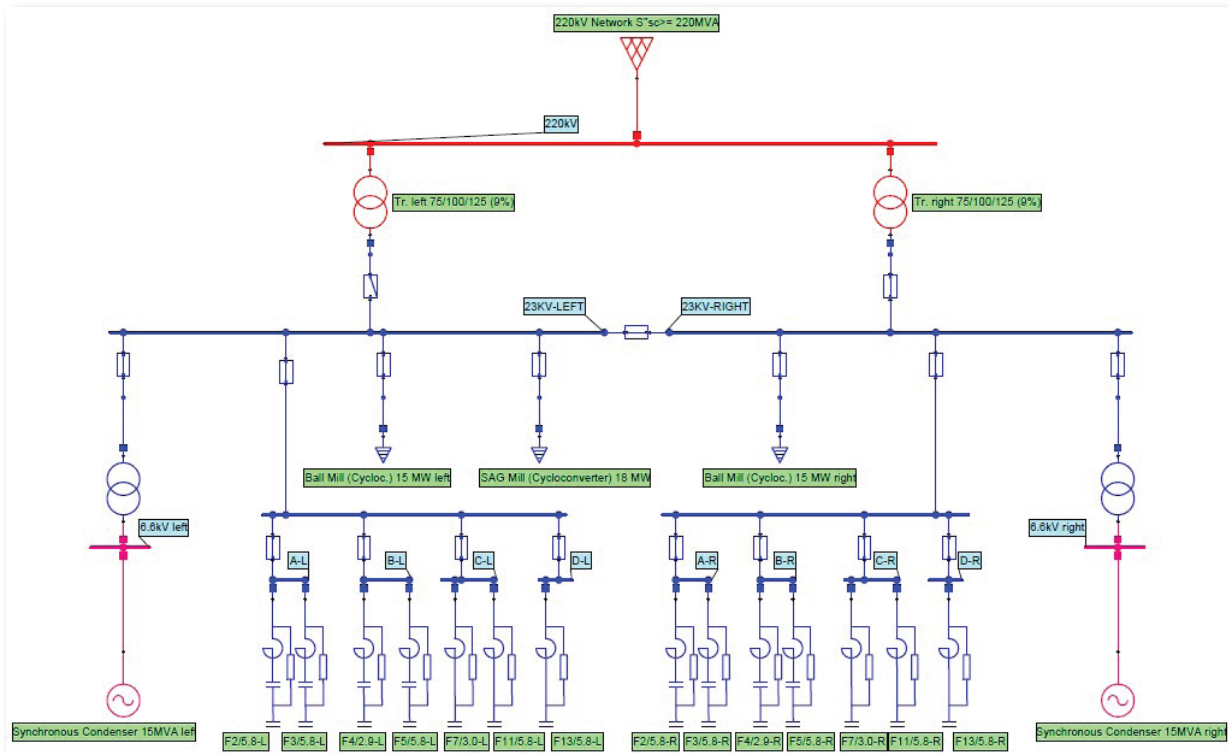 220kV Network S"sc>= 220MVA
220kV
Tr. left 75/100/125 (9%)
Tr. right 75/100/125 (9%)
23KV-LEFT
23KV-RIGHT
Ball Mill (Cycloc.) 15 MW left
SAG Mill (Cycloconverter) 18 MW
Ball Mill (Cycloc.) 15 MW right
6.6kV left
6.6kV right
A-L
B-L
C-L
D-L
A-R
B-R
C-R
D-R
Synchronous Condenser 15MVA left
F2/5.8-L
F3/5.8-L
F4/2.9-L
F5/5.8-L
F7/3.0-L
F11/5.8-L
F13/5.8-L
F2/5.8-R
F3/5.8-R
F4/2.9-R
F5/5.8-R
F7/3.0-R
F11/5.8-R
F13/5.8-R
Synchronous Condenser 15MVA right